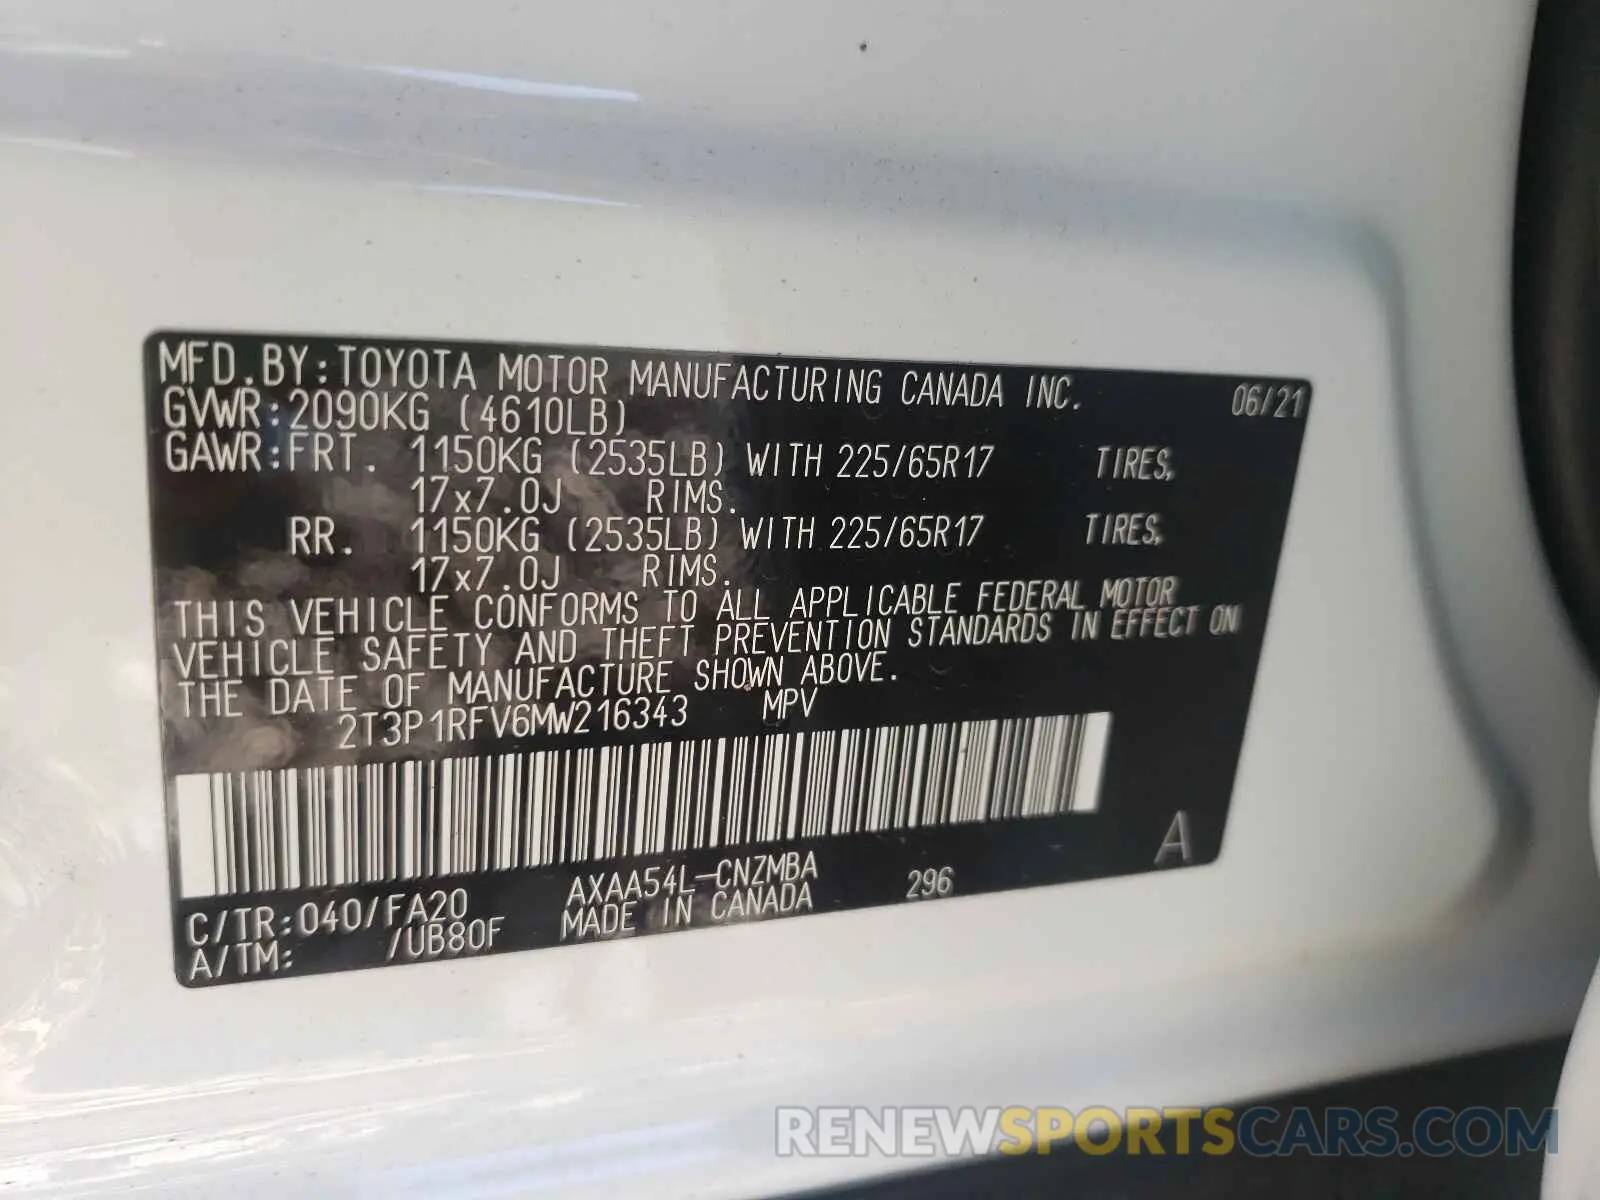 MFD.BY:TOYOTA MOTOR MANUFACTURING CANADA INC. 06/21
GVWR:2090KG (4610LB)
GAWR:FRT. 1150KG (2535LB) WITH 225/65R17 TIRES,
17x7.0J RIMS.
RR. 1150KG (2535LB) WITH 225/65R17 TIRES,
17x7.0J RIMS.
THIS VEHICLE CONFORMS TO ALL APPLICABLE FEDERAL MOTOR
VEHICLE SAFETY AND THEFT PREVENTION STANDARDS IN EFFECT ON
THE DATE OF MANUFACTURE SHOWN ABOVE.
2T3P1RFV6MW216343 MPV
A
C/TR:040/FA20 AXAA54L-CNZMBA 296
A/TM: /UB80F MADE IN CANADA
RENEWSPORTSCARS.COM